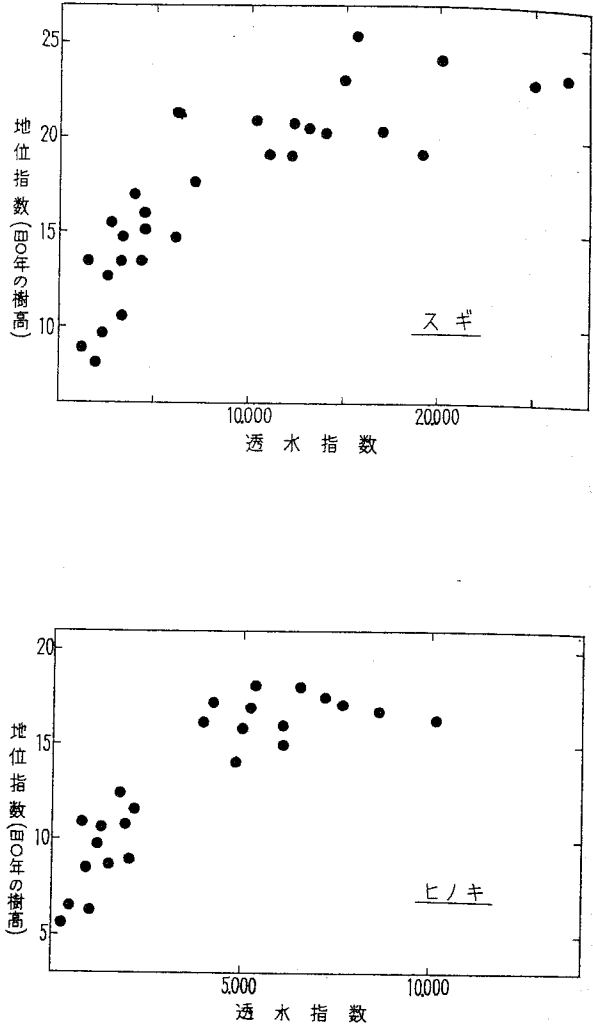 25
20
15
10
地位指数(四〇年の樹高)
スギ
10.000
20.000
透水指数
20
15
10
5
地位指数(四〇年の樹高)
ヒノキ
5.000
10.000
透水指数